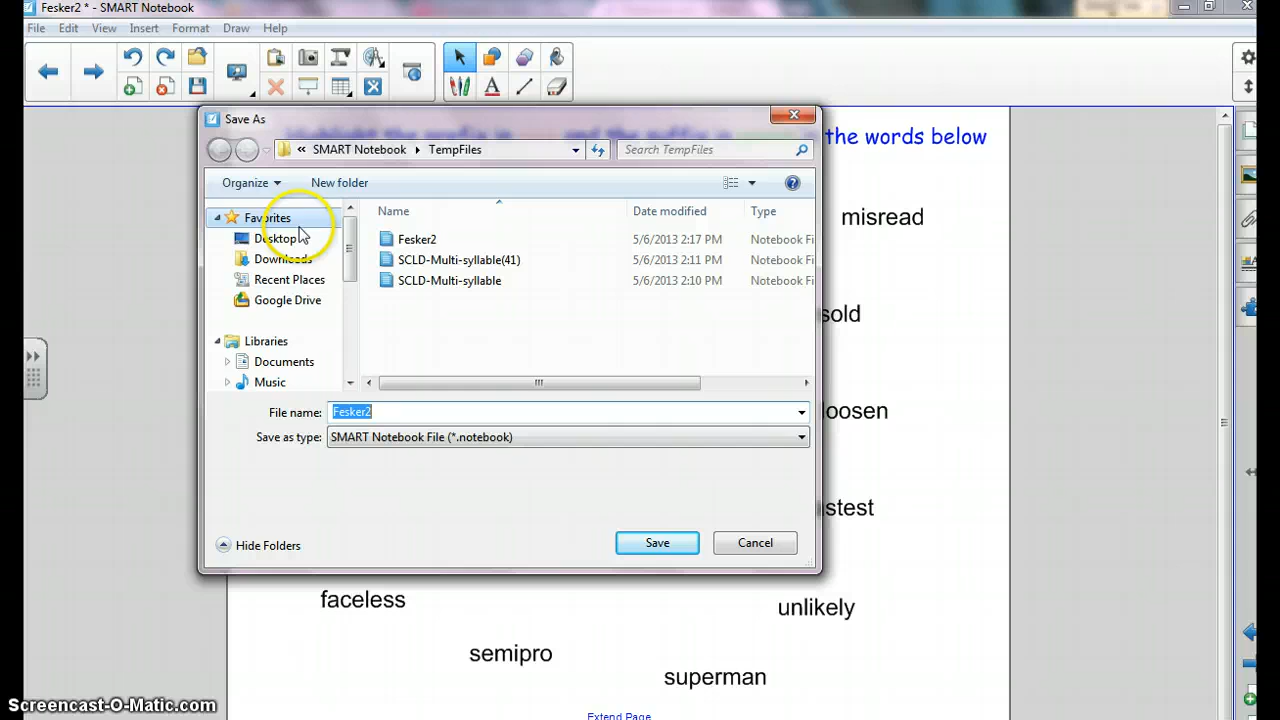 Fesker2 * - SMART Notebook
File Edit View Insert Format Draw Help
Save As
the words below
« SMART Notebook TempFiles
Search TempFiles
Organize New folder
Name Date modified Type
Favorites
Desktop
Downloads
Recent Places
Google Drive
Libraries
Documents
Music
Fesker2 5/6/2013 2:17 PM Notebook Fi
SCLD-Multi-syllable(41) 5/6/2013 2:11 PM Notebook Fi
SCLD-Multi-syllable 5/6/2013 2:10 PM Notebook Fi
File name: Fesker2
Save as type: SMART Notebook File (*.notebook)
Hide Folders
Save Cancel
misread
sold
loosen
stest
faceless
unlikely
semipro
superman
Extend Page
Screencast-O-Matic.com